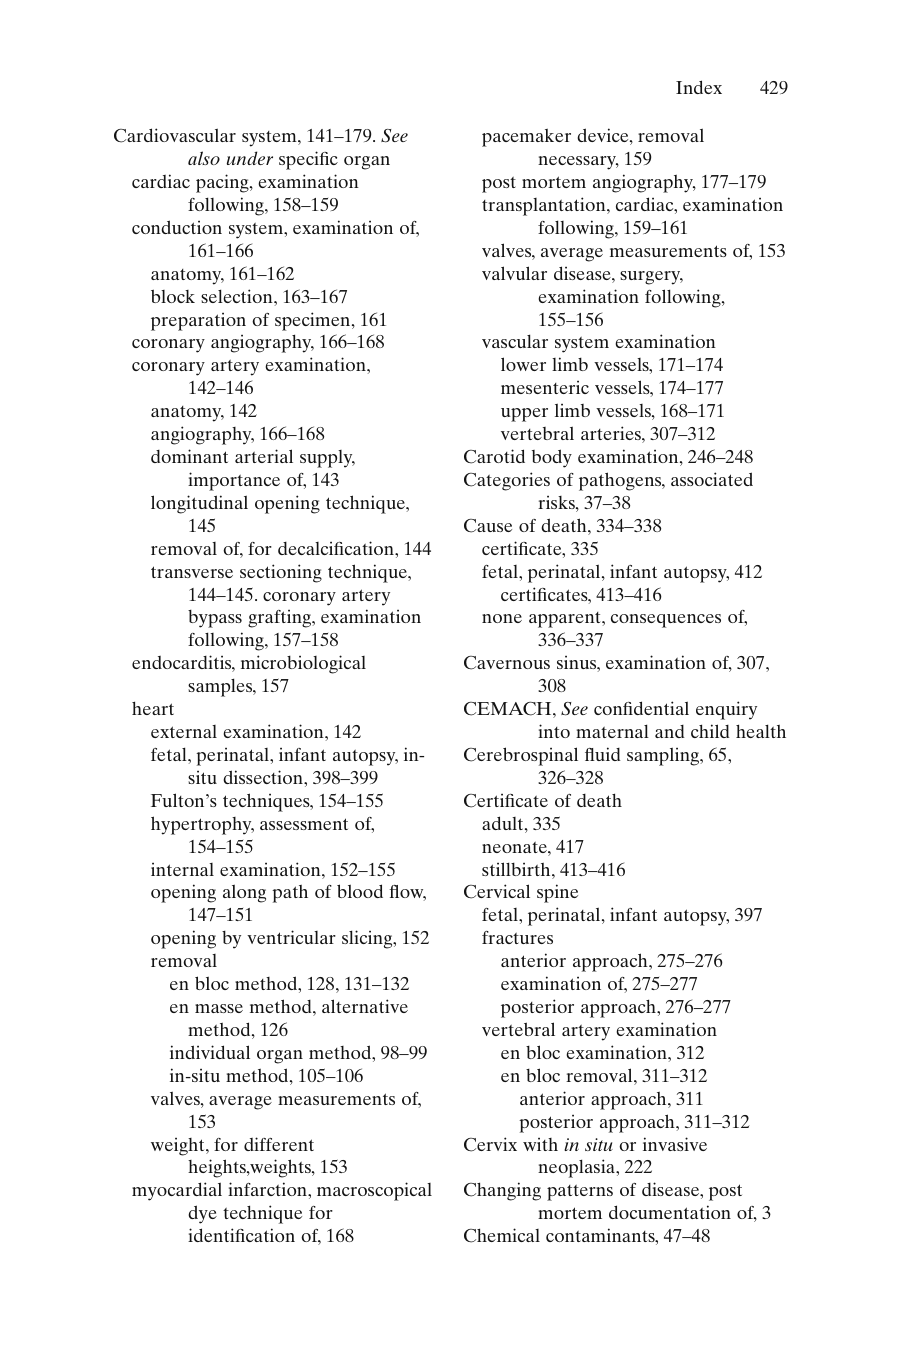 Index 429
Cardiovascular system, 141–179. See
also under specific organ
cardiac pacing, examination
following, 158–159
conduction system, examination of,
161–166
anatomy, 161–162
block selection, 163–167
preparation of specimen, 161
coronary angiography, 166–168
coronary artery examination,
142–146
anatomy, 142
angiography, 166–168
dominant arterial supply,
importance of, 143
longitudinal opening technique,
145
removal of, for decalcification, 144
transverse sectioning technique,
144–145. coronary artery
bypass grafting, examination
following, 157–158
endocarditis, microbiological
samples, 157
heart
external examination, 142
fetal, perinatal, infant autopsy, in-
situ dissection, 398–399
Fulton's techniques, 154–155
hypertrophy, assessment of,
154–155
internal examination, 152–155
opening along path of blood flow,
147–151
opening by ventricular slicing, 152
removal
en bloc method, 128, 131–132
en masse method, alternative
method, 126
individual organ method, 98–99
in-situ method, 105–106
valves, average measurements of,
153
weight, for different
heights,weights, 153
myocardial infarction, macroscopical
dye technique for
identification of, 168
pacemaker device, removal
necessary, 159
post mortem angiography, 177–179
transplantation, cardiac, examination
following, 159–161
valves, average measurements of, 153
valvular disease, surgery,
examination following,
155–156
vascular system examination
lower limb vessels, 171–174
mesenteric vessels, 174–177
upper limb vessels, 168–171
vertebral arteries, 307–312
Carotid body examination, 246–248
Categories of pathogens, associated
risks, 37–38
Cause of death, 334–338
certificate, 335
fetal, perinatal, infant autopsy, 412
certificates, 413–416
none apparent, consequences of,
336–337
Cavernous sinus, examination of, 307,
308
CEMACH, See confidential enquiry
into maternal and child health
Cerebrospinal fluid sampling, 65,
326–328
Certificate of death
adult, 335
neonate, 417
stillbirth, 413–416
Cervical spine
fetal, perinatal, infant autopsy, 397
fractures
anterior approach, 275–276
examination of, 275–277
posterior approach, 276–277
vertebral artery examination
en bloc examination, 312
en bloc removal, 311–312
anterior approach, 311
posterior approach, 311–312
Cervix with in situ or invasive
neoplasia, 222
Changing patterns of disease, post
mortem documentation of, 3
Chemical contaminants, 47–48